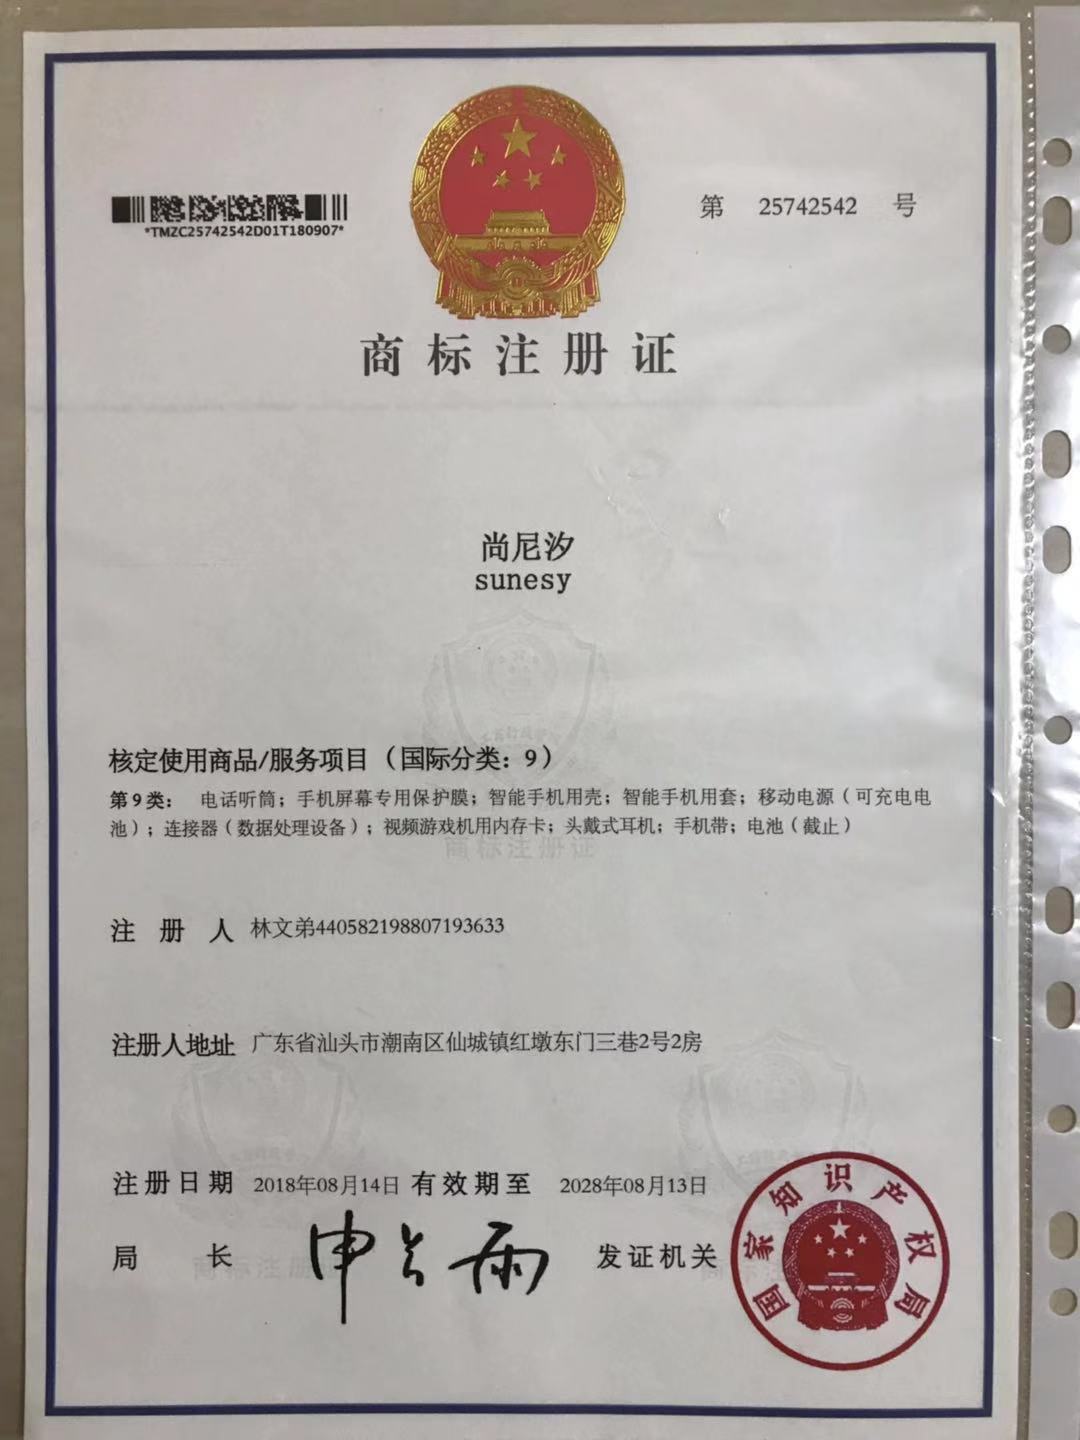 第 25742542 号
*TMZC25742542D01T180907*
商标注册证
尚尼汐
sunesy
核定使用商品/服务项目（国际分类：9）
第9类： 电话听筒；手机屏幕专用保护膜；智能手机用壳；智能手机用套；移动电源（可充电电
池）；连接器（数据处理设备）；视频游戏机用内存卡；头戴式耳机；手机带；电池（截止）
商标注册证
注册人 林文弟440582198807193633
注册人地址 广东省汕头市潮南区仙城镇红墩东门三巷2号2房
注册日期 2018年08月14日 有效期至 2028年08月13日
局长 申长雨 发证机关
国家知识产权局